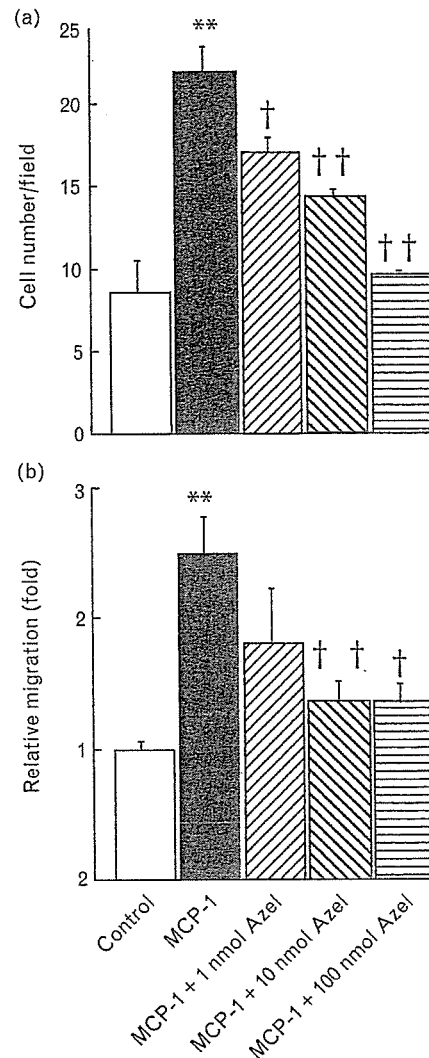 (a)
25
20
15
10
5
0
Cell number/field
**
†
† †
† †
(b)
3
2
1
2
Relative migration (fold)
**
† †
†
Control
MCP-1
MCP-1 + 1 nmol Azel
MCP-1 + 10 nmol Azel
MCP-1 + 100 nmol Azel